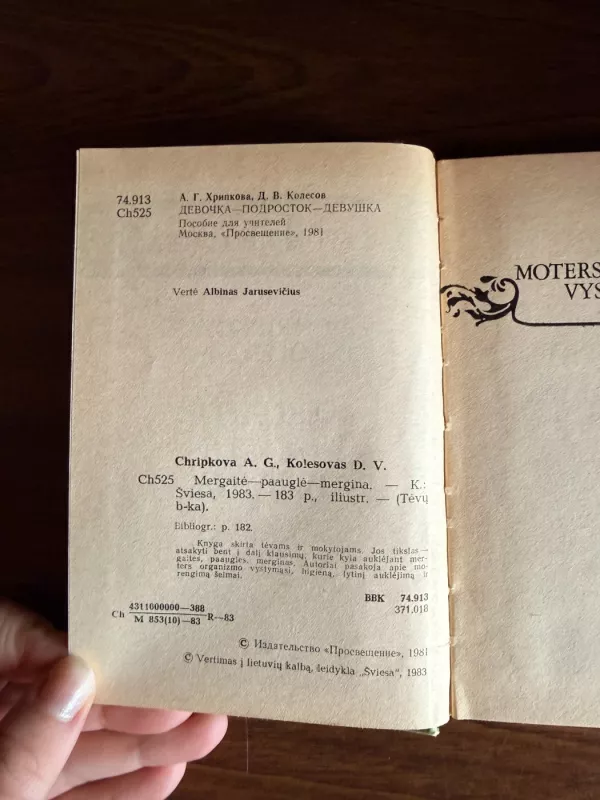 74.913 А. Г. Хрипкова, Д. В. Колесов
Ch525 ДЕВОЧКА—ПОДРОСТОК—ДЕВУШКА
Пособие для учителей
Москва, «Просвещение», 1981
Vertė Albinas Jarusevičius
Chripkova A. G., Kolesovas D. V.
Ch525 Mergaitė—paauglė—mergina. — K.:
Šviesa, 1983. — 183 p., iliustr. — (Tėvų
b-ka).
Bibliogr.: p. 182.
Knyga skirta tėvams ir mokytojams. Jos tikslas—
atsakyti bent į dalį klausimų, kurie kyla auklėjant mer-
gaites, paaugles, merginas. Autoriai pasakoja apie mo-
ters organizmo vystymąsi, higieną, lytinį auklėjimą ir
rengimą šeimai.
BBK 74.913
371.018
Ch 4311000000—388
M 853(10)—83 R—83
© Издательство «Просвещение», 1981
© Vertimas į lietuvių kalbą, šeidykla „Šviesa", 1983
MOTERS
VYS